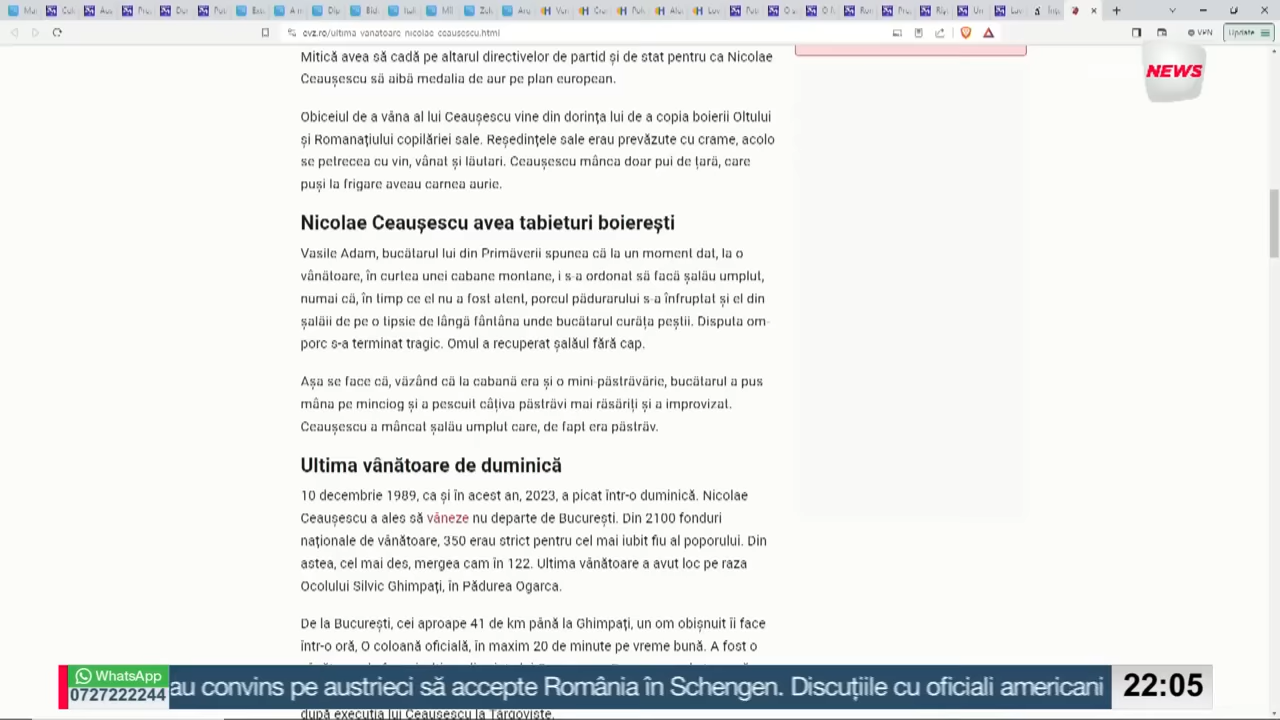 evz.ro/ultima-vanatoare-nicolae-ceausescu.html
VPN
Update
NEWS
Mitică avea să cadă pe altarul directivelor de partid și de stat pentru ca Nicolae
Ceaușescu să aibă medalia de aur pe plan european.
Obiceiul de a vâna al lui Ceaușescu vine din dorința lui de a copia boierii Oltului
și Romanațiului copilăriei sale. Reședințele sale erau prevăzute cu crame, acolo
se petrecea cu vin, vânat și lăutari. Ceaușescu mânca doar pui de țară, care
puși la frigare aveau carnea aurie.
Nicolae Ceaușescu avea tabieturi boierești
Vasile Adam, bucătarul lui din Primăverii spunea că la un moment dat, la o
vânătoare, în curtea unei cabane montane, i s-a ordonat să facă șalău umplut,
numai că, în timp ce el nu a fost atent, porcul pădurarului s-a înfruptat și el din
șalăii de pe o tipsie de lângă fântâna unde bucătarul curăța peștii. Disputa om-
porc s-a terminat tragic. Omul a recuperat șalăul fără cap.
Așa se face că, văzând că la cabană era și o mini-păstrăvărie, bucătarul a pus
mâna pe minciog și a pescuit câțiva păstrăvi mai răsăriți și a improvizat.
Ceaușescu a mâncat șalău umplut care, de fapt era păstrăv.
Ultima vânătoare de duminică
10 decembrie 1989, ca și în acest an, 2023, a picat într-o duminică. Nicolae
Ceaușescu a ales să vâneze nu departe de București. Din 2100 fonduri
naționale de vânătoare, 350 erau strict pentru cel mai iubit fiu al poporului. Din
astea, cel mai des, mergea cam în 122. Ultima vânătoare a avut loc pe raza
Ocolului Silvic Ghimpați, în Pădurea Ogarca.
De la București, cei aproape 41 de km până la Ghimpați, un om obișnuit îi face
într-o oră, O coloană oficială, în maxim 20 de minute pe vreme bună. A fost o
WhatsApp
0727222244
au convins pe austrieci să accepte România în Schengen. Discuțiile cu oficiali americani
22:05
după execuția lui Ceaușescu la Târgoviște.